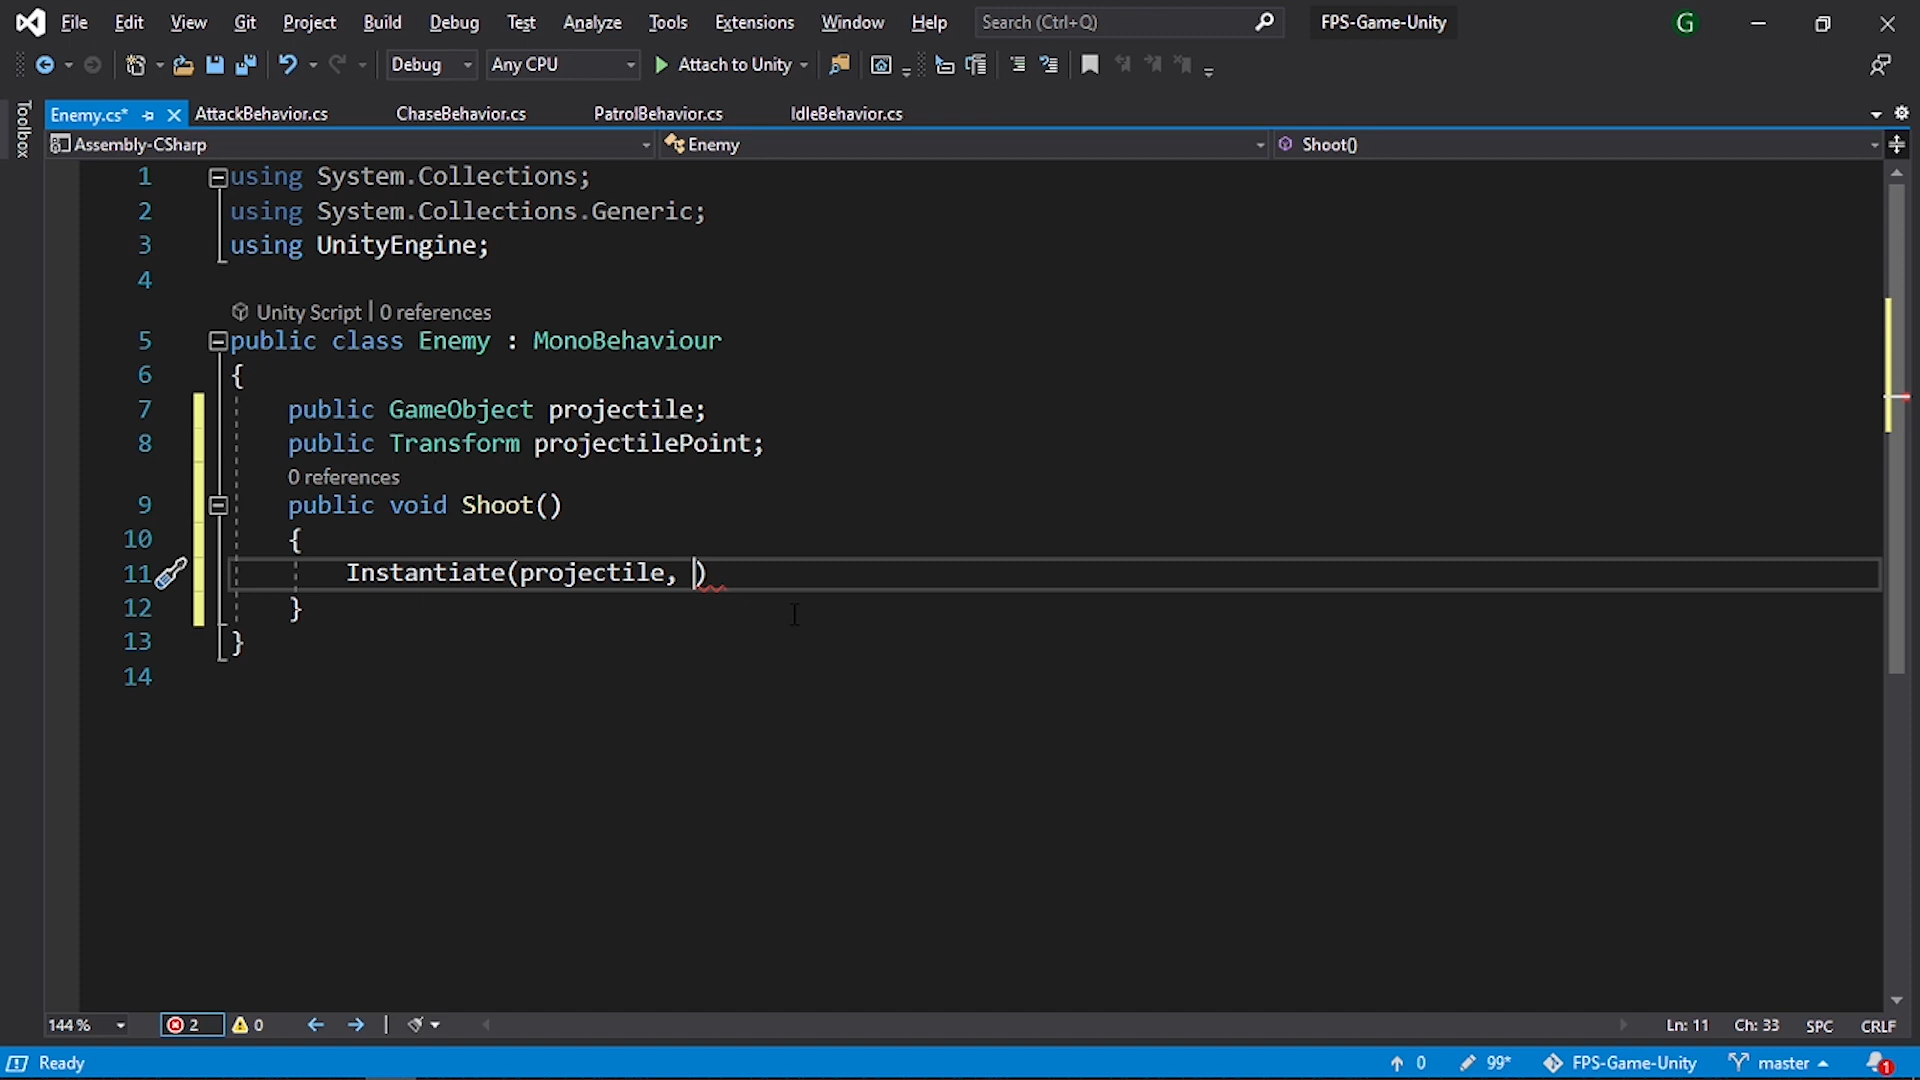 File Edit View Git Project Build Debug Test Analyze Tools Extensions Window Help Search (Ctrl+Q) FPS-Game-Unity G
Debug Any CPU Attach to Unity
Toolbox
Enemy.cs* AttackBehavior.cs ChaseBehavior.cs PatrolBehavior.cs IdleBehavior.cs
Assembly-CSharp Enemy Shoot()
1 using System.Collections;
2 using System.Collections.Generic;
3 using UnityEngine;
4
Unity Script | 0 references
5 public class Enemy : MonoBehaviour
6 {
7 public GameObject projectile;
8 public Transform projectilePoint;
0 references
9 public void Shoot()
10 {
11 Instantiate(projectile, )
12 }
13 }
14
144 % 2 0 Ln: 11 Ch: 33 SPC CRLF
Ready 0 99* FPS-Game-Unity master 1